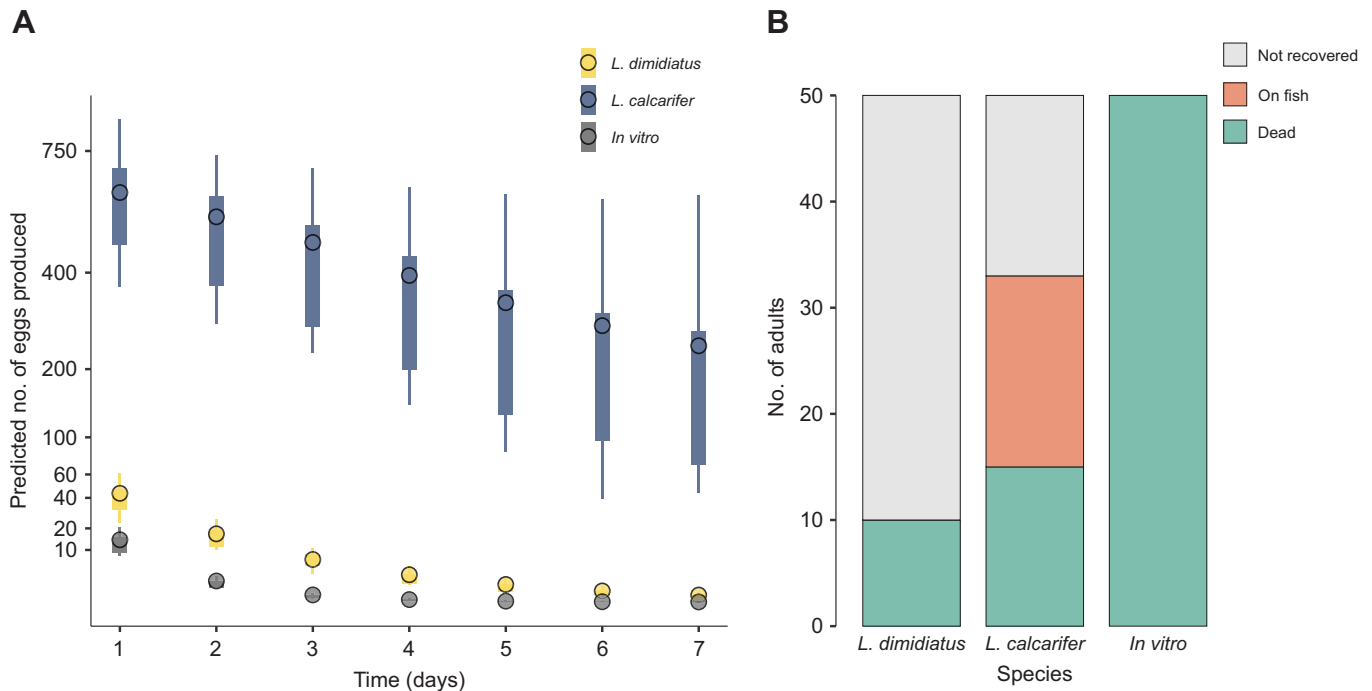 A
L. dimidiatus
L. calcarifer
In vitro
Predicted no. of eggs produced
750
400
200
100
60
40
20
10
1 2 3 4 5 6 7
Time (days)
B
Not recovered
On fish
Dead
No. of adults
50
40
30
20
10
0
L. dimidiatus L. calcarifer In vitro
Species